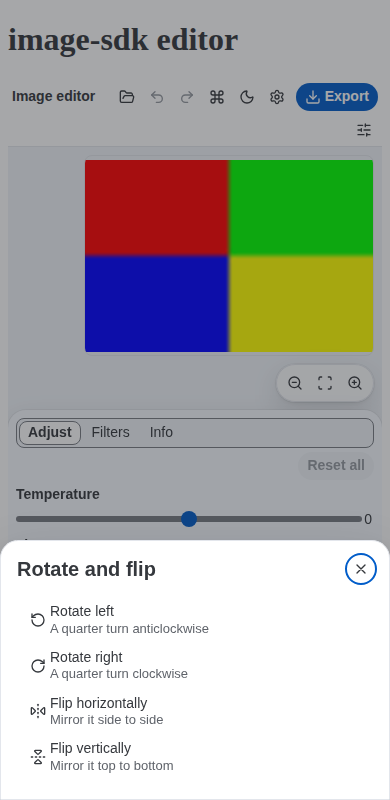 image-sdk editor
Image editor
Export
Adjust
Filters
Info
Reset all
Temperature
0
Rotate and flip
Rotate left
A quarter turn anticlockwise
Rotate right
A quarter turn clockwise
Flip horizontally
Mirror it side to side
Flip vertically
Mirror it top to bottom